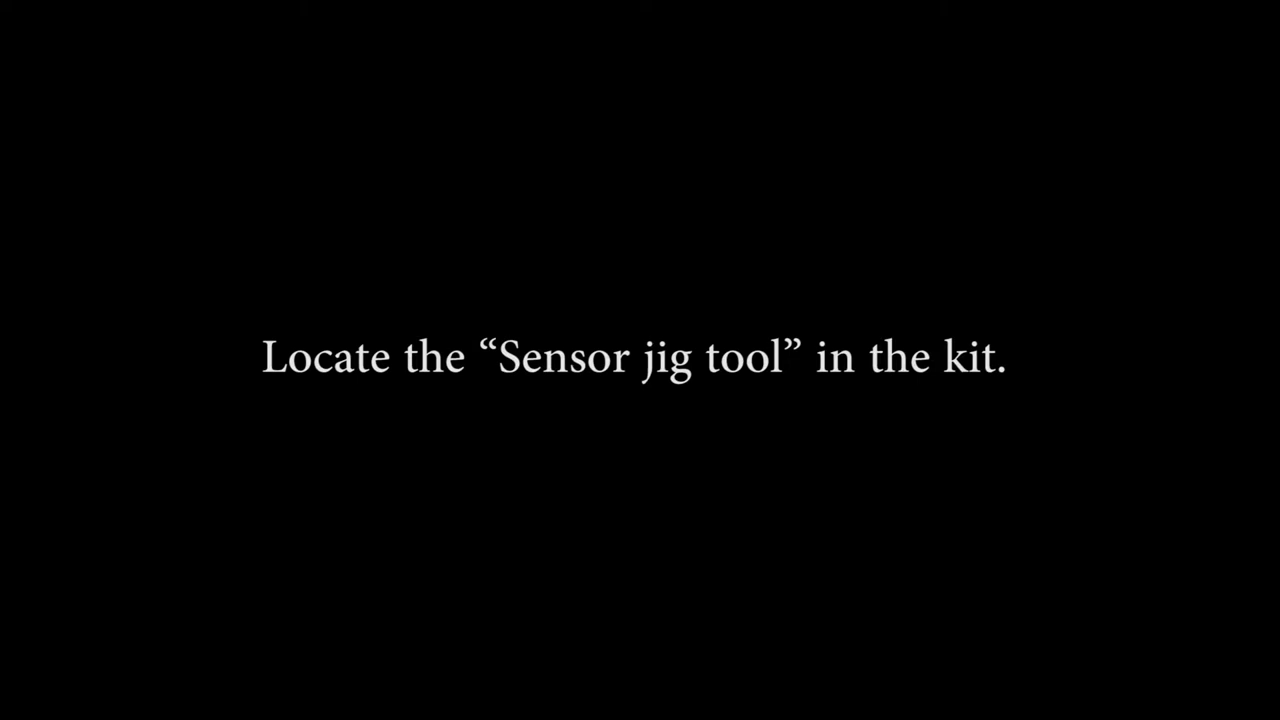 Locate the “Sensor jig tool” in the kit.